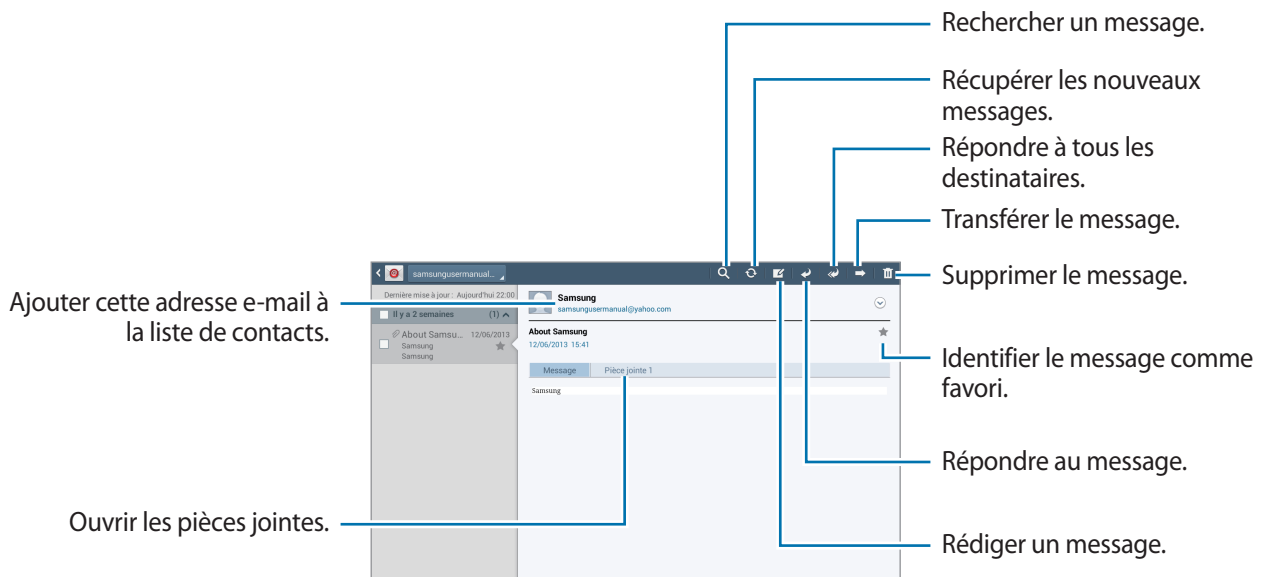 Rechercher un message.
Récupérer les nouveaux
messages.
Répondre à tous les
destinataires.
Transférer le message.
Supprimer le message.
Identifier le message comme
favori.
Répondre au message.
Rédiger un message.
Ajouter cette adresse e-mail à
la liste de contacts.
Ouvrir les pièces jointes.
samsungusermanual...
Dernière mise à jour : Aujourd'hui 22:00
Il y a 2 semaines (1)
About Samsu... 12/06/2013
Samsung
Samsung
Samsung
samsungusermanual@yahoo.com
About Samsung
12/06/2013 15:41
Message Pièce jointe 1
Samsung